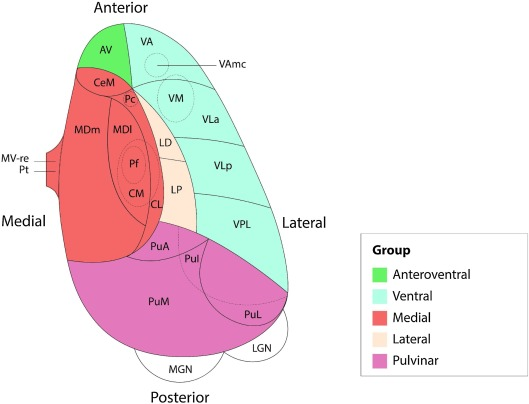 Anterior
VA
AV
VAmc
CeM
Pc
VM
VLa
MDm
MDl
LD
MV-re
Pt
Pf
VLp
CM
LP
CL
Medial
VPL
Lateral
PuA
PuI
PuM
PuL
LGN
MGN
Posterior
Group
Anteroventral
Ventral
Medial
Lateral
Pulvinar